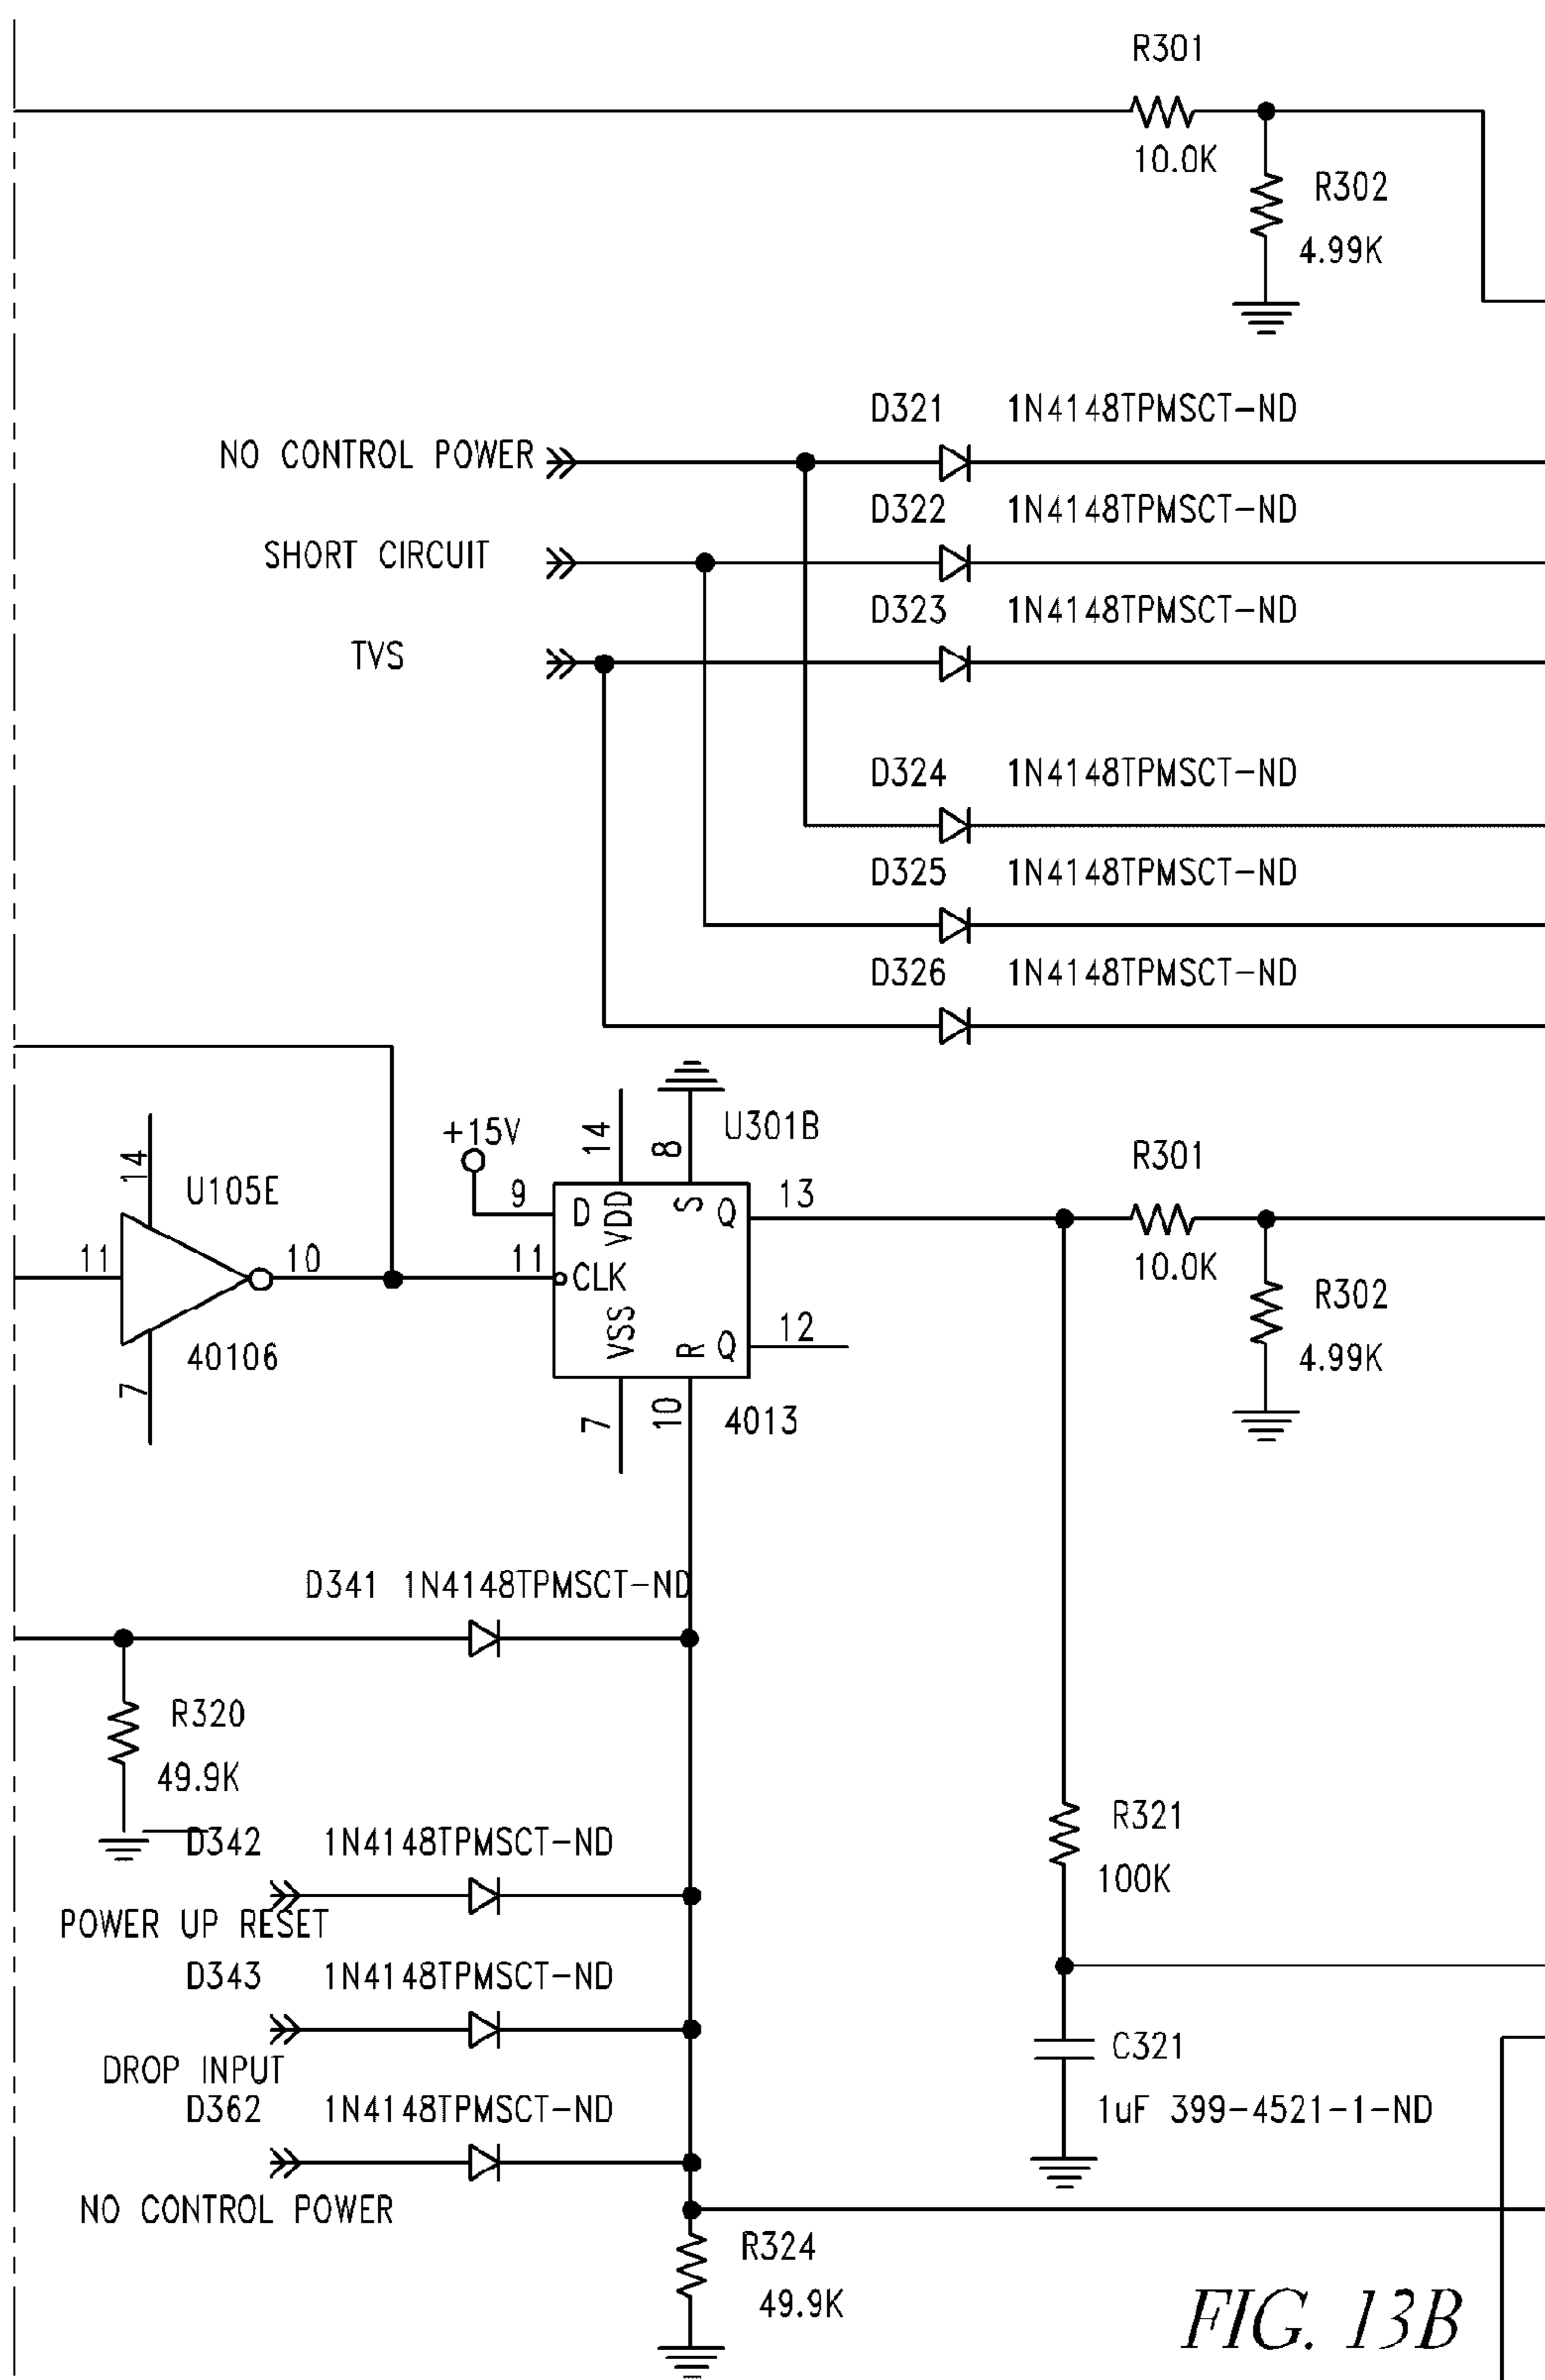 R301
10.0K
R302
4.99K
D321 1N4148TPMSCT-ND
NO CONTROL POWER
D322 1N4148TPMSCT-ND
SHORT CIRCUIT
D323 1N4148TPMSCT-ND
TVS
D324 1N4148TPMSCT-ND
D325 1N4148TPMSCT-ND
D326 1N4148TPMSCT-ND
14
U105E
11
10
40106
7
+15V
14
8
U301B
9
D
VDD
S
Q
13
11
CLK
VSS
R
Q
12
7
10
4013
R301
10.0K
R302
4.99K
D341 1N4148TPMSCT-ND
R320
49.9K
D342 1N4148TPMSCT-ND
POWER UP RESET
D343 1N4148TPMSCT-ND
DROP INPUT
D362 1N4148TPMSCT-ND
NO CONTROL POWER
R321
100K
C321
1uF 399-4521-1-ND
R324
49.9K
FIG. 13B